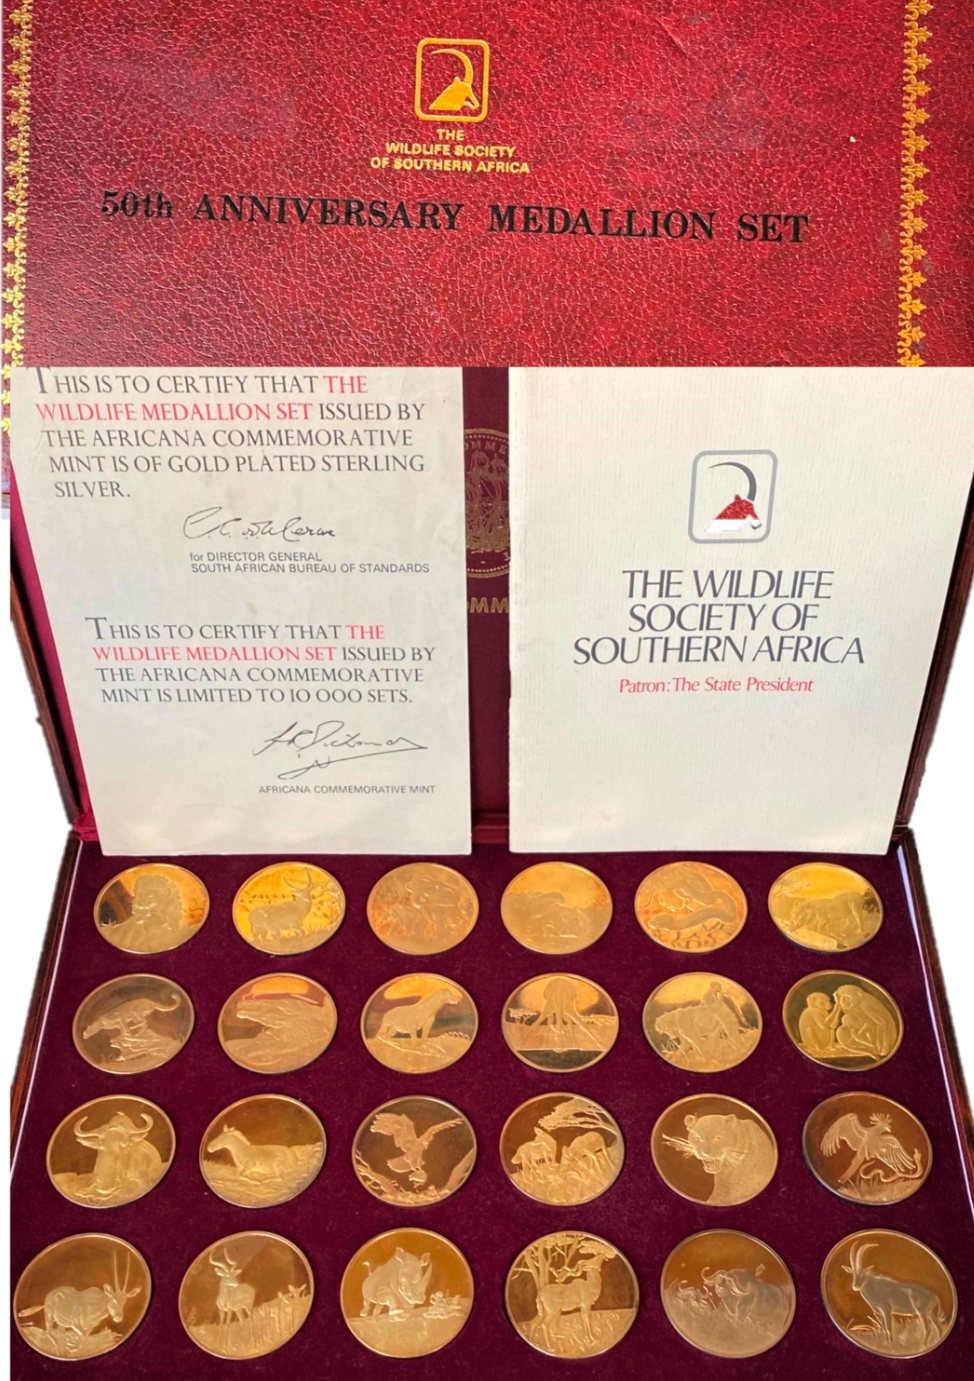 THE
WILDLIFE SOCIETY
OF SOUTHERN AFRICA
50th ANNIVERSARY MEDALLION SET
THIS IS TO CERTIFY THAT THE
WILDLIFE MEDALLION SET ISSUED BY
THE AFRICANA COMMEMORATIVE
MINT IS OF GOLD PLATED STERLING
SILVER.
for DIRECTOR GENERAL
SOUTH AFRICAN BUREAU OF STANDARDS
THIS IS TO CERTIFY THAT THE
WILDLIFE MEDALLION SET ISSUED BY
THE AFRICANA COMMEMORATIVE
MINT IS LIMITED TO 10 000 SETS.
AFRICANA COMMEMORATIVE MINT
THE WILDLIFE
SOCIETY OF
SOUTHERN AFRICA
Patron: The State President